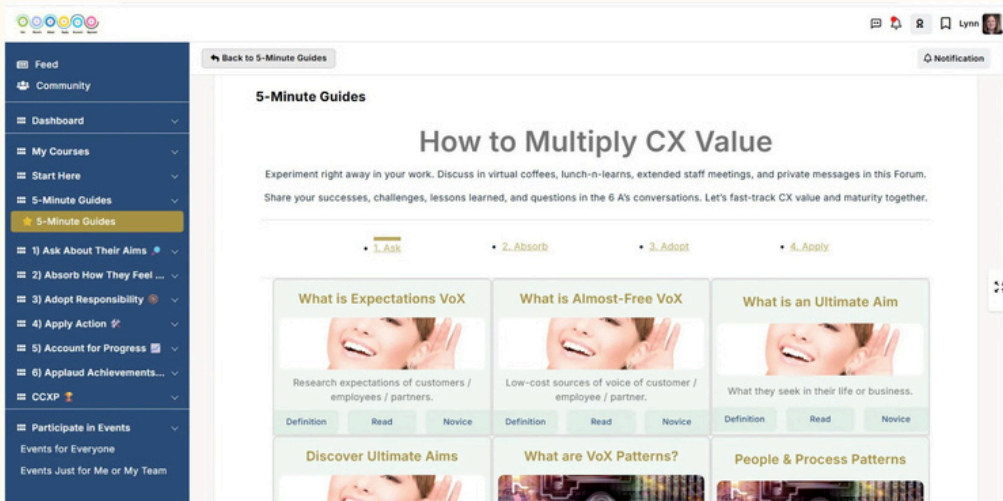 Lynn
Feed
Community
Dashboard
My Courses
Start Here
5-Minute Guides
5-Minute Guides
1) Ask About Their Aims
2) Absorb How They Feel ...
3) Adopt Responsibility
4) Apply Action
5) Account for Progress
6) Applaud Achievements...
CCXP
Participate in Events
Events for Everyone
Events Just for Me or My Team
Back to 5-Minute Guides
Notification
5-Minute Guides
How to Multiply CX Value
Experiment right away in your work. Discuss in virtual coffees, lunch-n-learns, extended staff meetings, and private messages in this Forum.
Share your successes, challenges, lessons learned, and questions in the 6 A's conversations. Let's fast-track CX value and maturity together.
1. Ask
2. Absorb
3. Adopt
4. Apply
What is Expectations VoX
Research expectations of customers /
employees / partners.
Definition Read Novice
What is Almost-Free VoX
Low-cost sources of voice of customer /
employee / partner.
Definition Read Novice
What is an Ultimate Aim
What they seek in their life or business.
Definition Read Novice
Discover Ultimate Aims
What are VoX Patterns?
People & Process Patterns